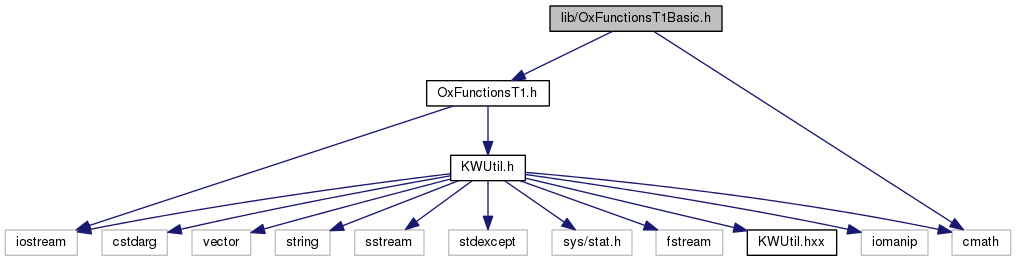 lib/OxFunctionsT1Basic.h
OxFunctionsT1.h
KWUtil.h
iostream
cstdarg
vector
string
sstream
stdexcept
sys/stat.h
fstream
KWUtil.hxx
iomanip
cmath